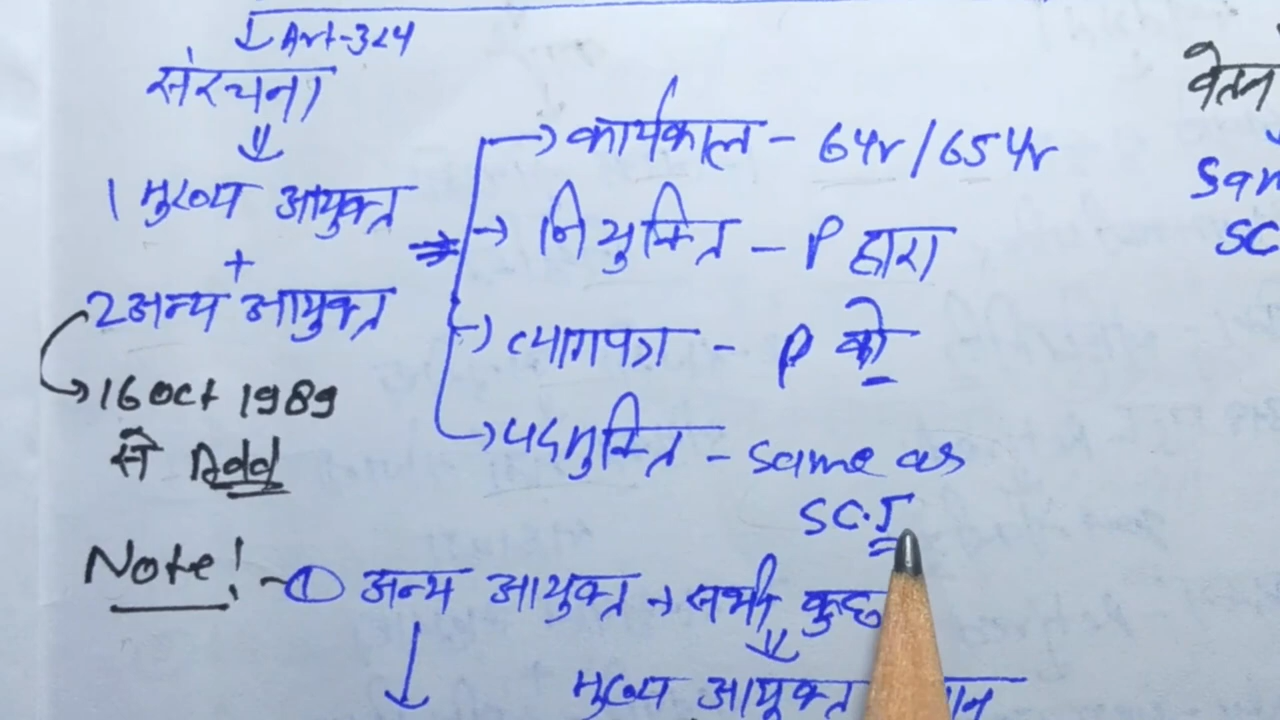 Art-324
संरचना
1 मुख्य आयुक्त
+
2 अन्य आयुक्त
16 Oct 1989
से Add
कार्यकाल - 6 Yr / 65 Yr
नियुक्ति - P द्वारा
त्यागपत्र - P को
पदमुक्ति - Same as
SC.J
वेतन
Sam
SC
Note! - ① अन्य आयुक्त → सभी कुछ
मुख्य आयुक्त